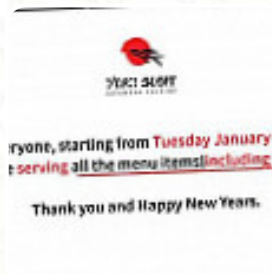 ryone, starting from Tuesday January
e serving all the menu items(including
Thank you and Happy New Years.